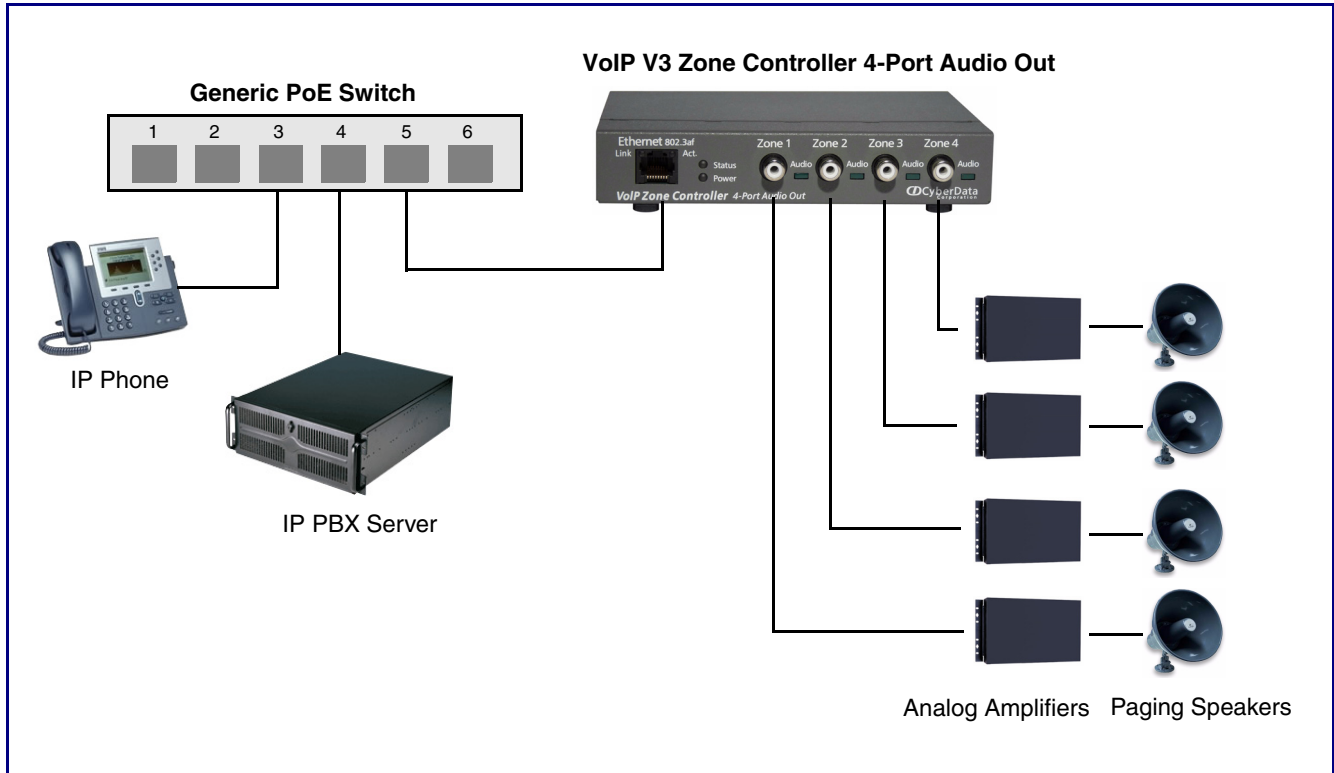 VoIP V3 Zone Controller 4-Port Audio Out
Generic PoE Switch
1 2 3 4 5 6
Ethernet 802.3af
Link Act.
Status
Power
Zone 1 Zone 2 Zone 3 Zone 4
Audio Audio Audio Audio
VoIP Zone Controller 4-Port Audio Out
CyberData
Corporation
IP Phone
IP PBX Server
Analog Amplifiers Paging Speakers